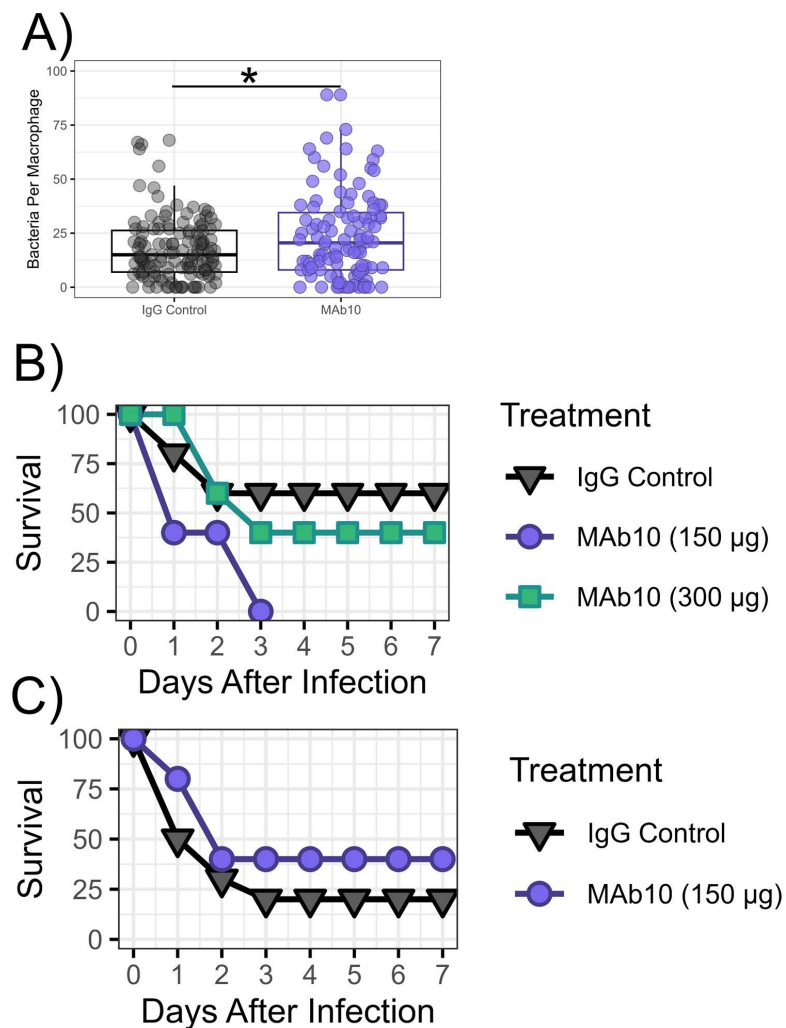 A)
Bacteria Per Macrophage
100
75
50
25
0
*
IgG Control
MAb10
B)
Survival
100
75
50
25
0
0 1 2 3 4 5 6 7
Days After Infection
Treatment
IgG Control
MAb10 (150 µg)
MAb10 (300 µg)
C)
Survival
100
75
50
25
0
0 1 2 3 4 5 6 7
Days After Infection
Treatment
IgG Control
MAb10 (150 µg)